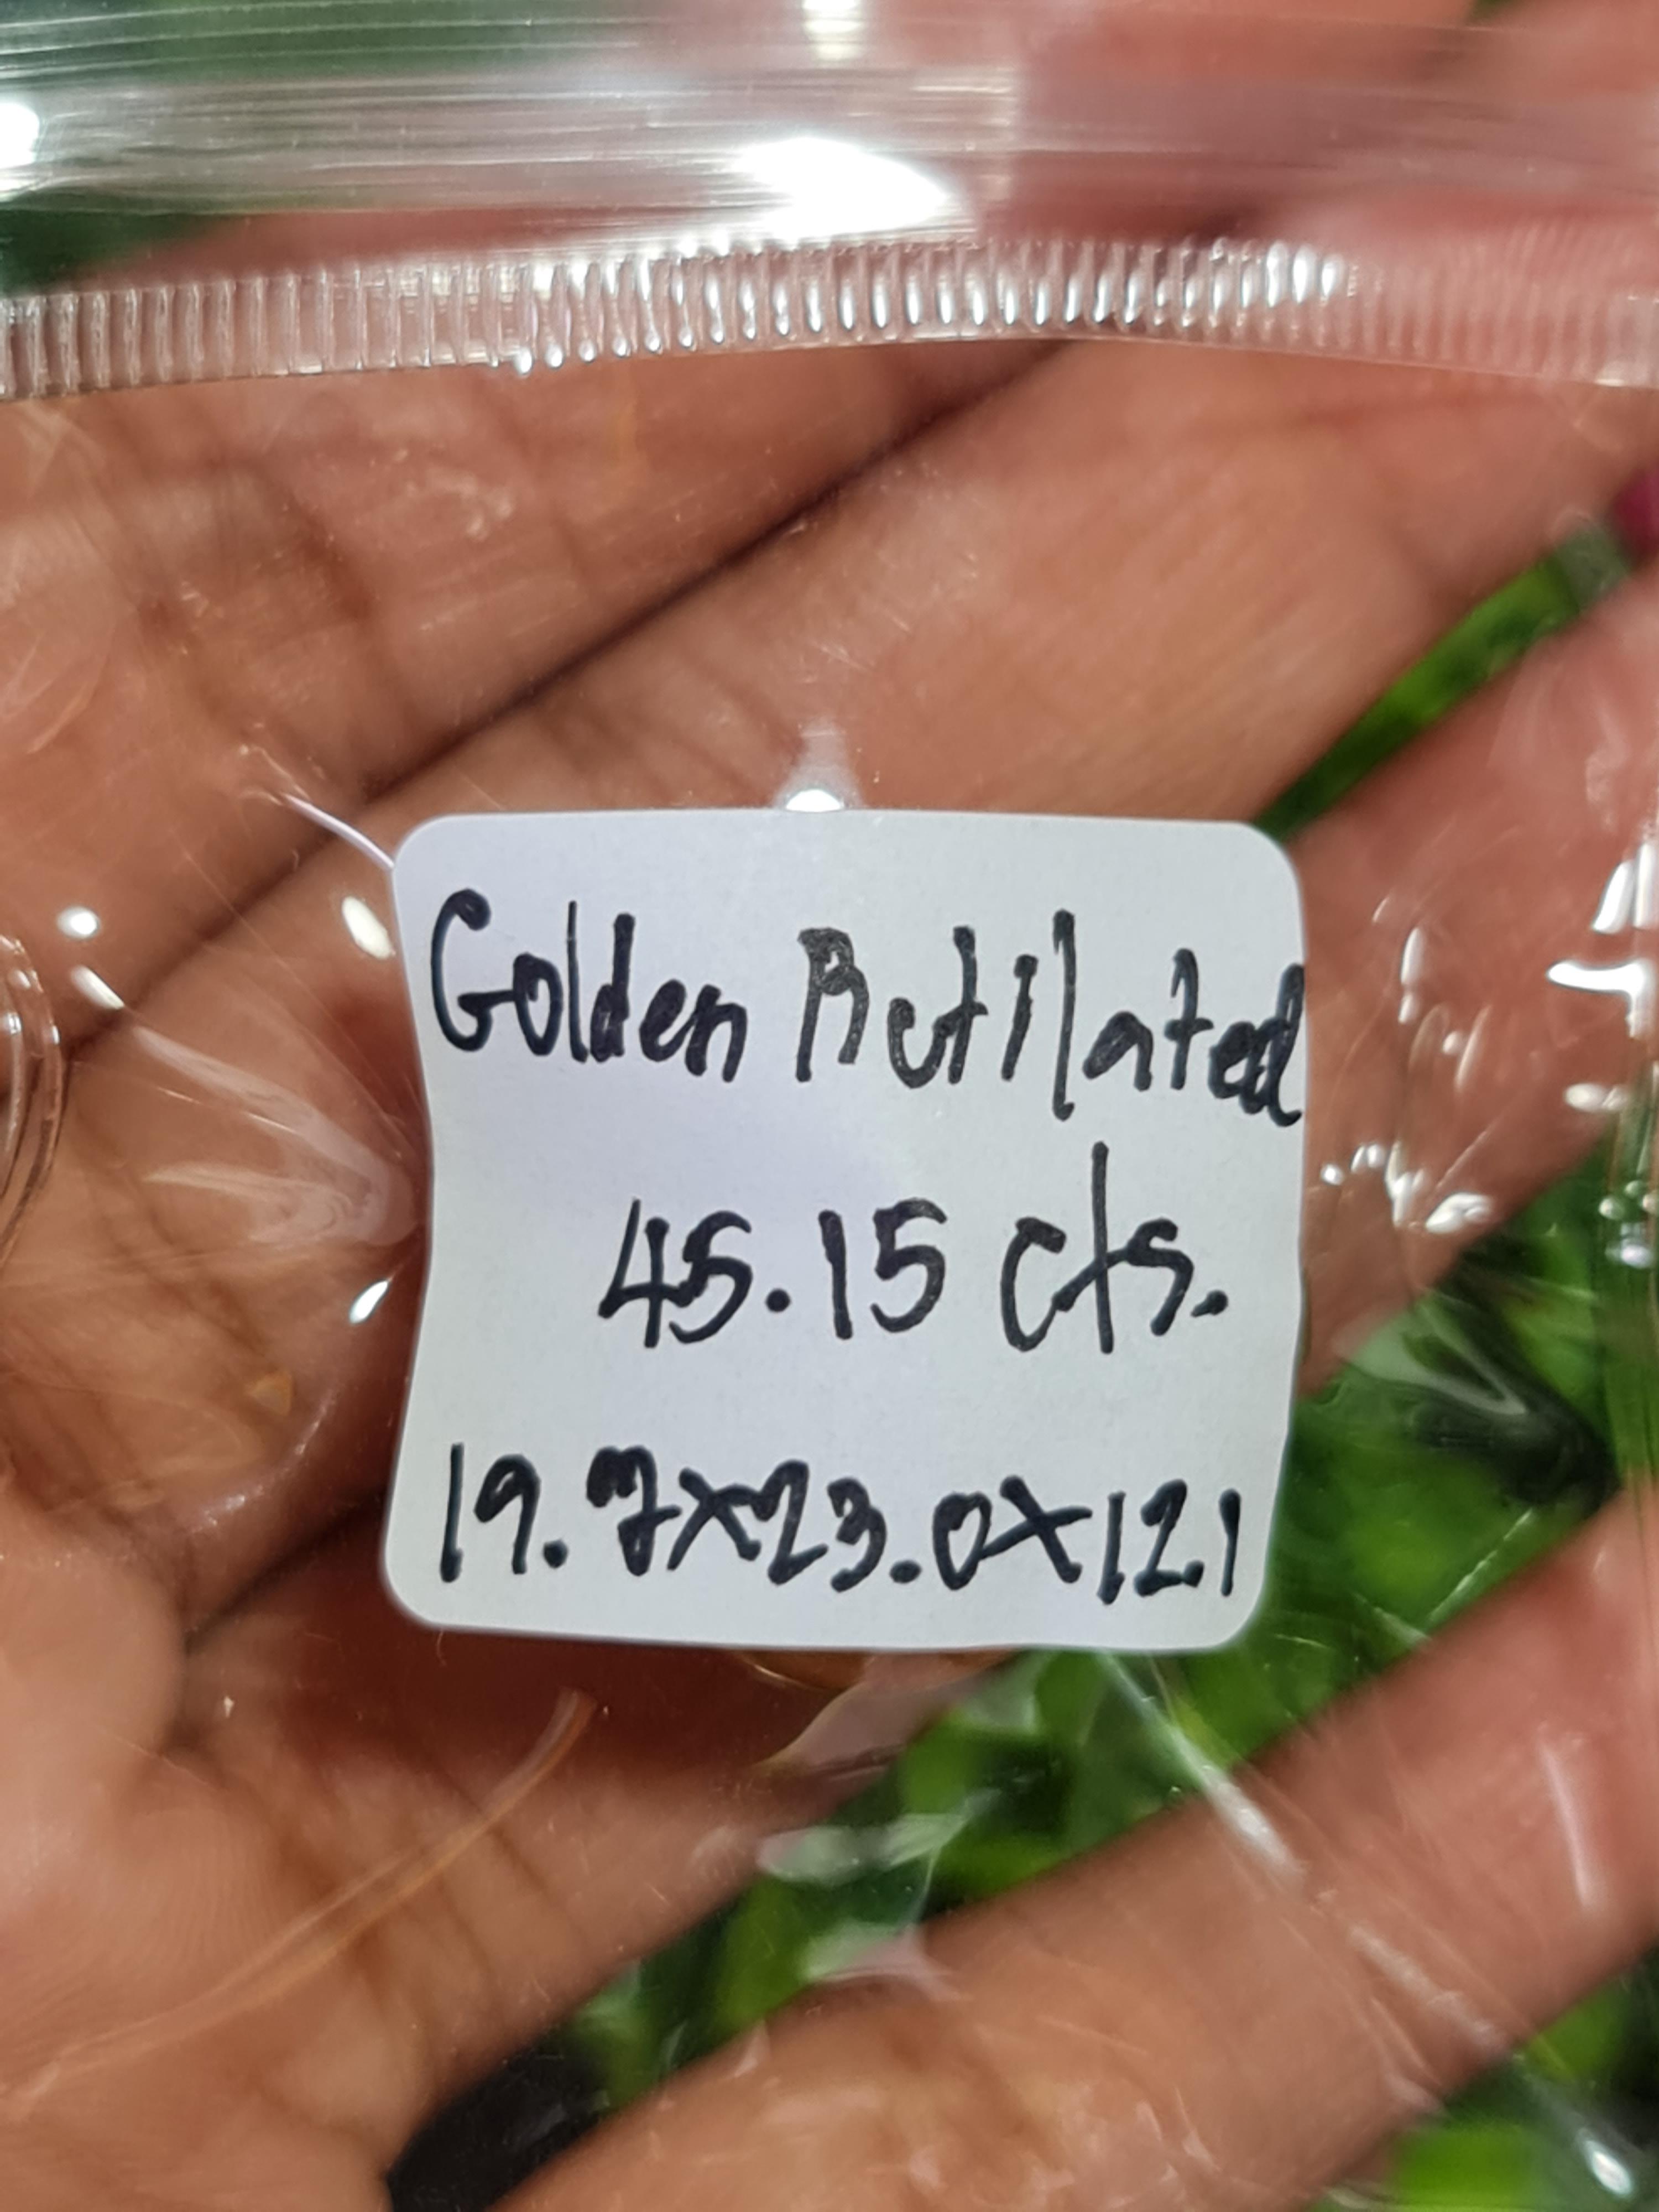 Golden Rutilated
45.15 cts.
19.7x23.0x12.1